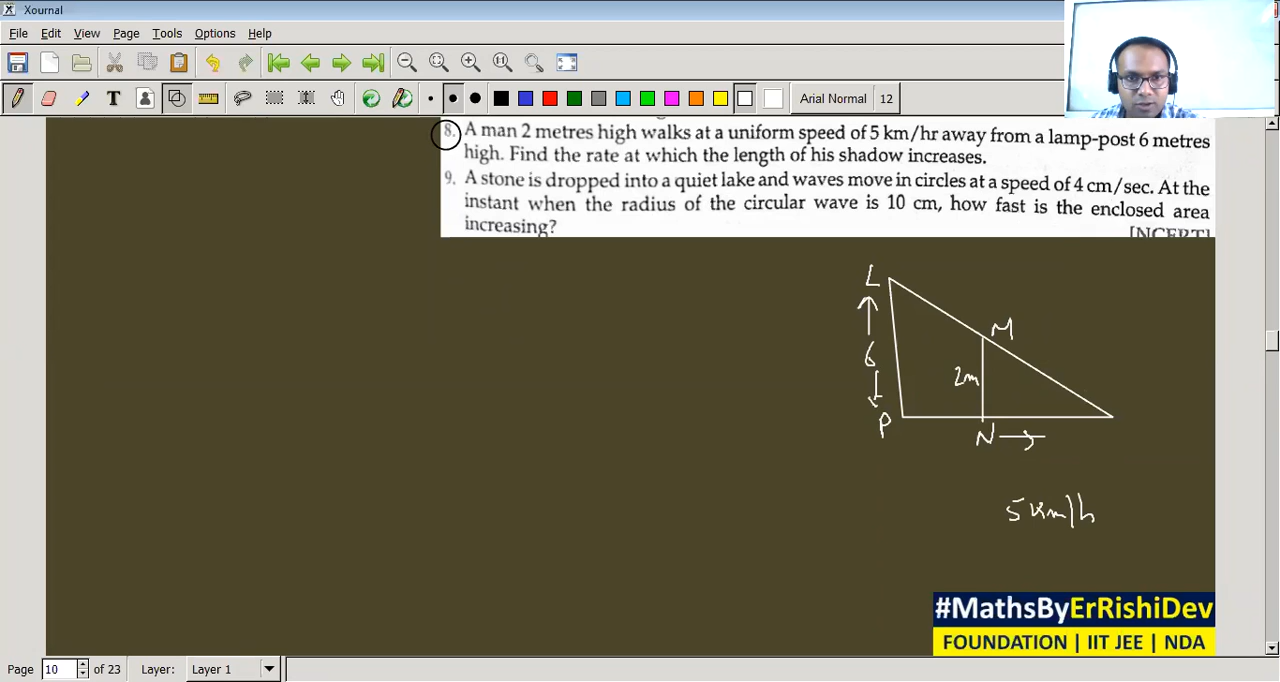 Xournal
File Edit View Page Tools Options Help
Arial Normal 12
8. A man 2 metres high walks at a uniform speed of 5 km/hr away from a lamp-post 6 metres
high. Find the rate at which the length of his shadow increases.
9. A stone is dropped into a quiet lake and waves move in circles at a speed of 4 cm/sec. At the
instant when the radius of the circular wave is 10 cm, how fast is the enclosed area
increasing?
[NCERT]
L
M
6
2m
P
N
5 km/h
#MathsByErRishiDev
FOUNDATION | IIT JEE | NDA
Page 10 of 23 Layer: Layer 1